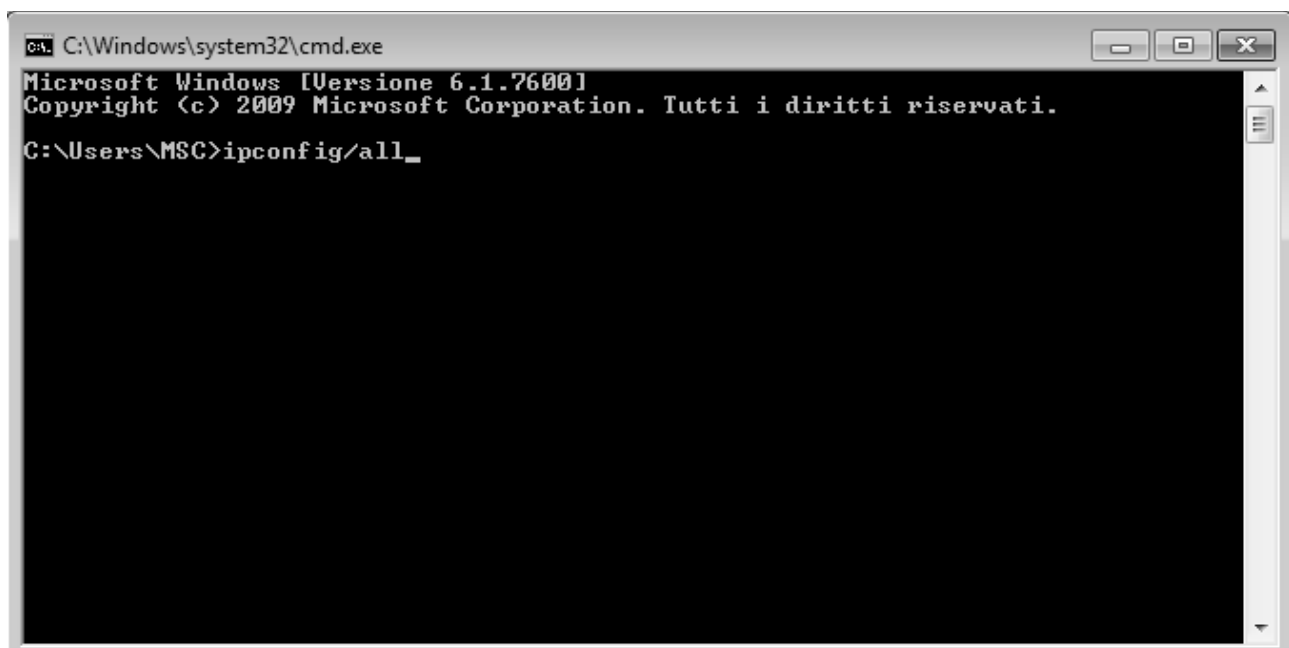 C:\Windows\system32\cmd.exe
Microsoft Windows [Versione 6.1.7600]
Copyright (c) 2009 Microsoft Corporation. Tutti i diritti riservati.
C:\Users\MSC>ipconfig/all_